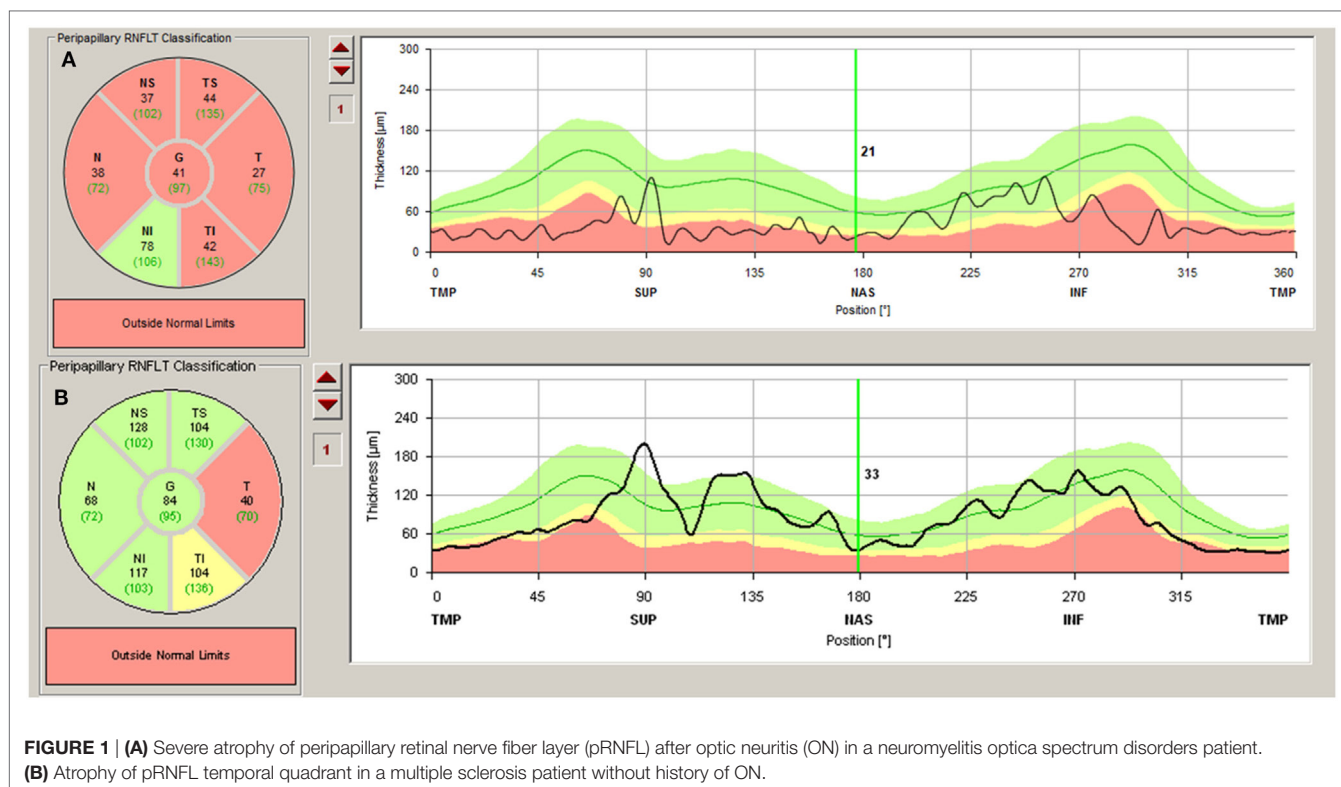 Peripapillary RNFLT Classification
A
NS
37
(102)
TS
44
(135)
N
38
(72)
G
41
(97)
T
27
(75)
NI
78
(106)
TI
42
(143)
Outside Normal Limits
1
Thickness [µm]
300
240
180
120
60
0
21
0 45 90 135 180 225 270 315 360
TMP SUP NAS INF TMP
Position [°]
Peripapillary RNFLT Classification
B
NS
128
(102)
TS
104
(130)
N
68
(72)
G
84
(95)
T
40
(70)
NI
117
(103)
TI
104
(136)
Outside Normal Limits
1
Thickness [µm]
300
240
180
120
60
0
33
0 45 90 135 180 225 270 315
TMP SUP NAS INF TMP
Position [°]
FIGURE 1 | (A) Severe atrophy of peripapillary retinal nerve fiber layer (pRNFL) after optic neuritis (ON) in a neuromyelitis optica spectrum disorders patient.
(B) Atrophy of pRNFL temporal quadrant in a multiple sclerosis patient without history of ON.